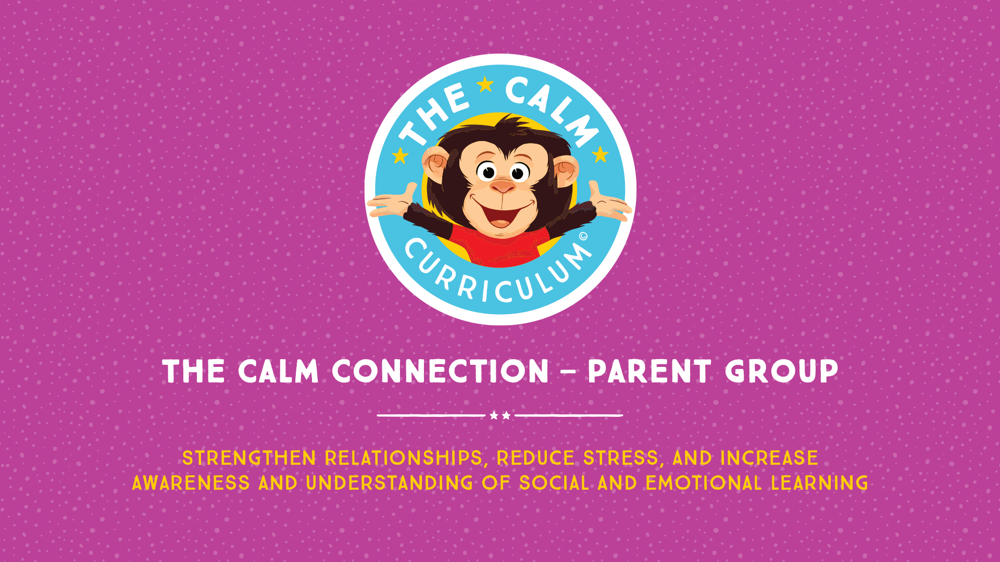 THE CALM
CURRICULUM©
THE CALM CONNECTION – PARENT GROUP
STRENGTHEN RELATIONSHIPS, REDUCE STRESS, AND INCREASE
AWARENESS AND UNDERSTANDING OF SOCIAL AND EMOTIONAL LEARNING